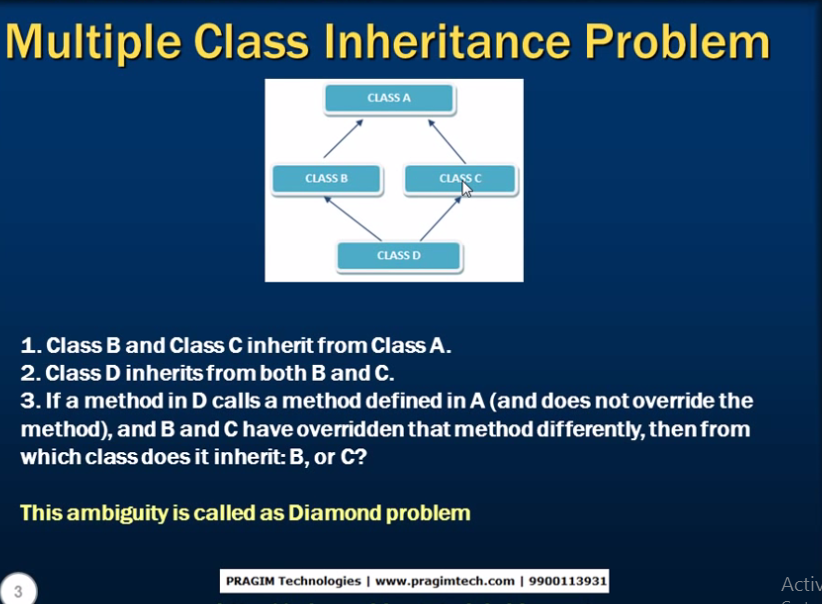 Multiple Class Inheritance Problem
CLASS A
CLASS B
CLASS C
CLASS D
1. Class B and Class C inherit from Class A.
2. Class D inherits from both B and C.
3. If a method in D calls a method defined in A (and does not override the
method), and B and C have overridden that method differently, then from
which class does it inherit: B, or C?
This ambiguity is called as Diamond problem
PRAGIM Technologies | www.pragimtech.com | 9900113931
3
Activ